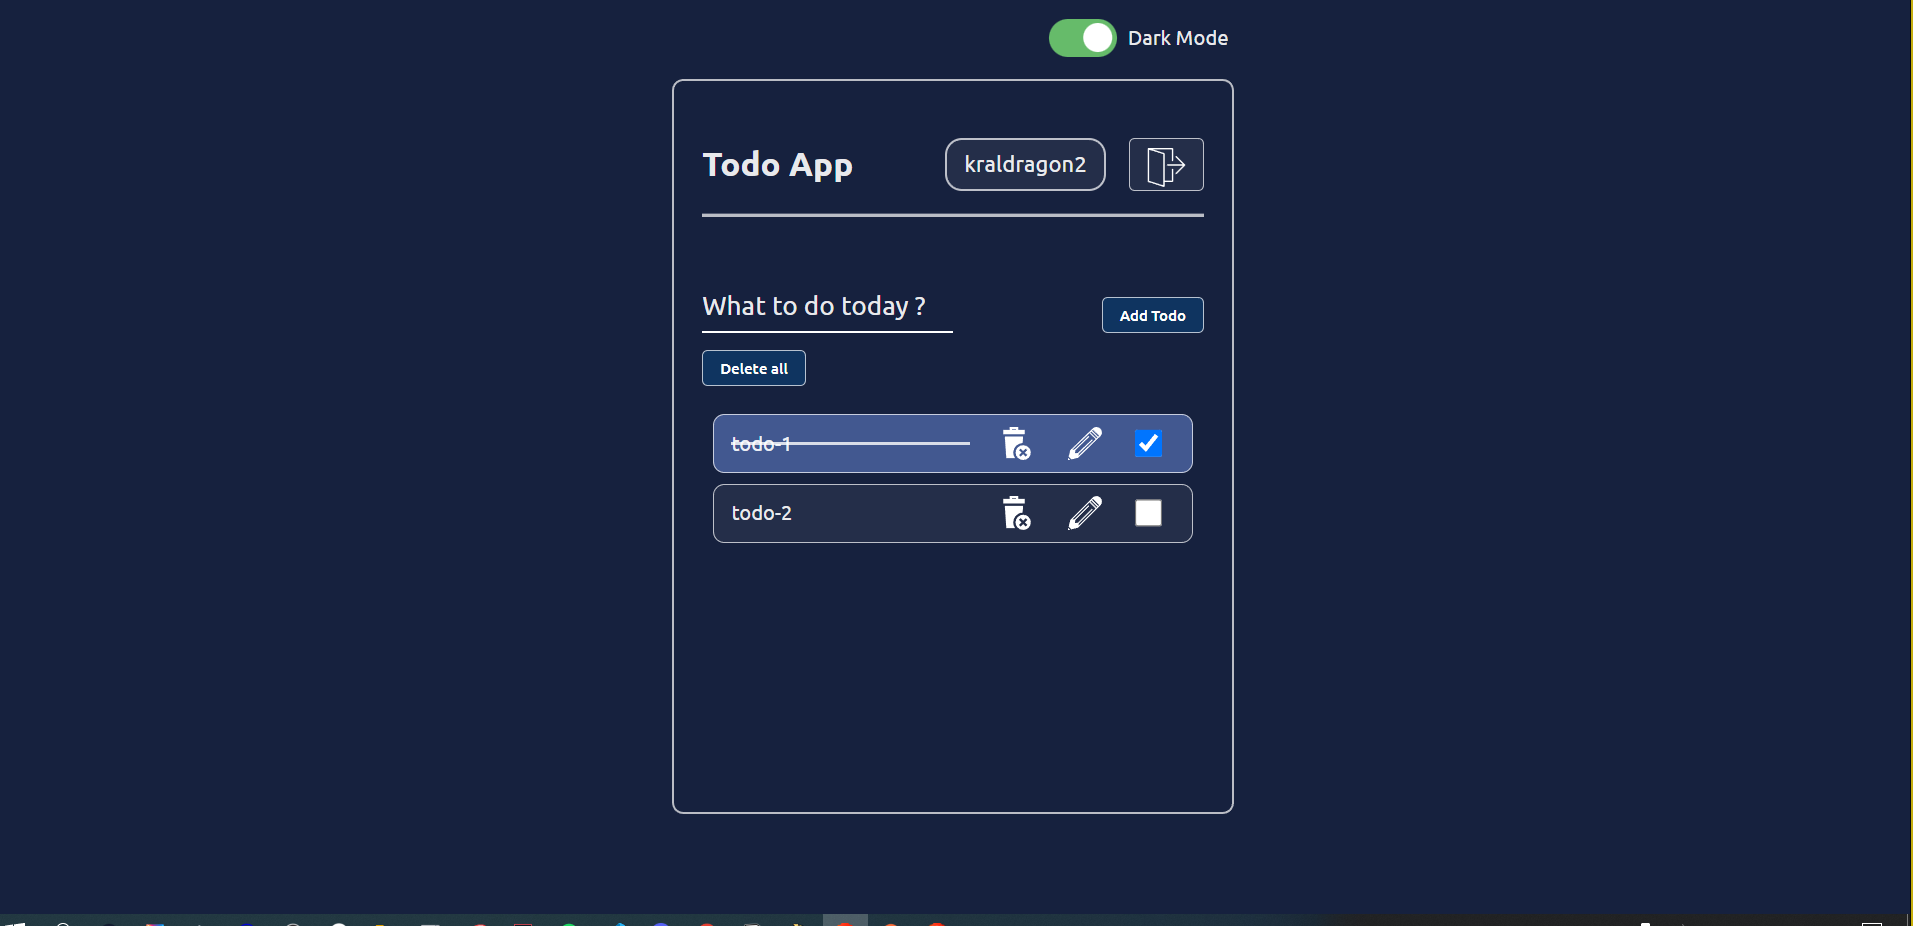 Dark Mode
Todo App
kraldragon2
What to do today ?
Add Todo
Delete all
todo-1
todo-2